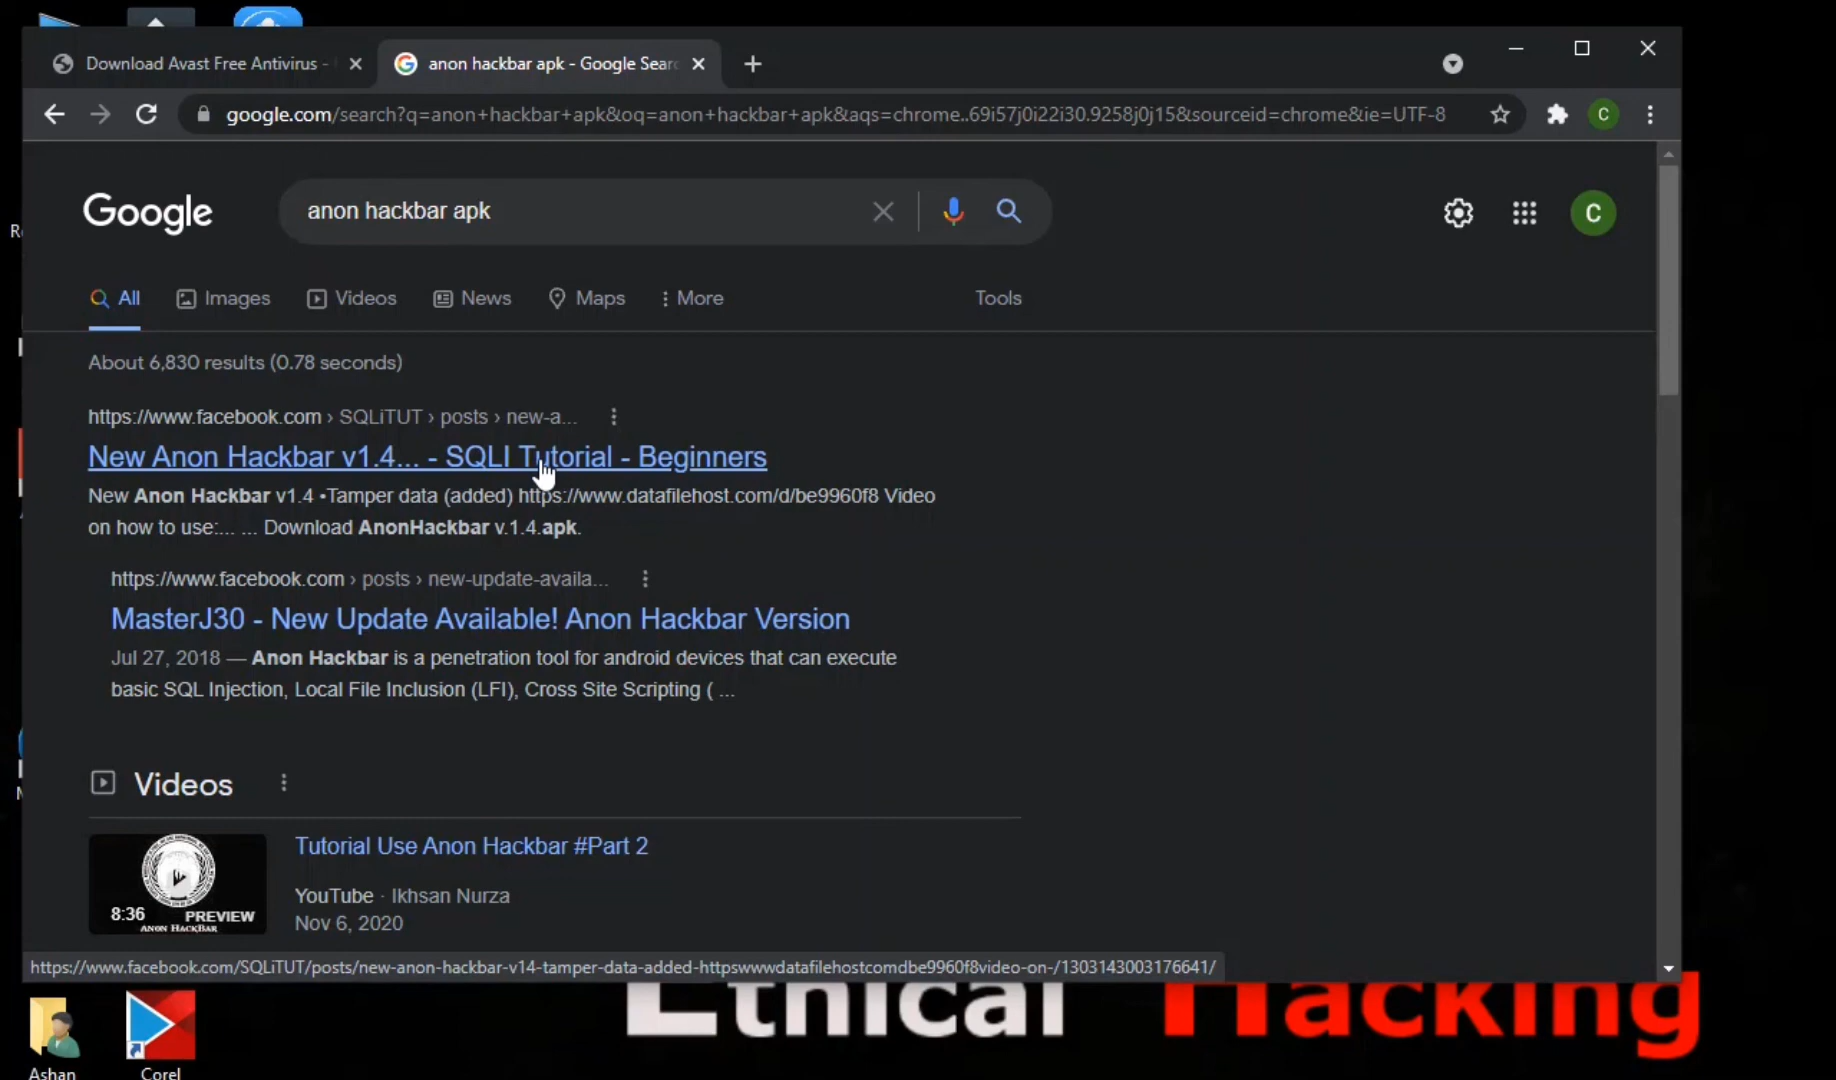 Download Avast Free Antivirus -
anon hackbar apk - Google Sear
google.com/search?q=anon+hackbar+apk&oq=anon+hackbar+apk&aqs=chrome..69i57j0i22i30.9258j0j15&sourceid=chrome&ie=UTF-8
C
Google
anon hackbar apk
C
All
Images
Videos
News
Maps
More
Tools
About 6,830 results (0.78 seconds)
https://www.facebook.com › SQLiTUT › posts › new-a...
New Anon Hackbar v1.4... - SQLI Tutorial - Beginners
New Anon Hackbar v1.4 •Tamper data (added) https://www.datafilehost.com/d/be9960f8 Video
on how to use:... ... Download AnonHackbar v.1.4.apk.
https://www.facebook.com › posts › new-update-availa...
MasterJ30 - New Update Available! Anon Hackbar Version
Jul 27, 2018 — Anon Hackbar is a penetration tool for android devices that can execute
basic SQL Injection, Local File Inclusion (LFI), Cross Site Scripting ( ...
Videos
8:36
PREVIEW
ANON HACKBAR
Tutorial Use Anon Hackbar #Part 2
YouTube · Ikhsan Nurza
Nov 6, 2020
https://www.facebook.com/SQLiTUT/posts/new-anon-hackbar-v14-tamper-data-added-httpswwwdatafilehostcomdbe9960f8video-on-/1303143003176641/
Ethical Hacking
Ashan
Corel